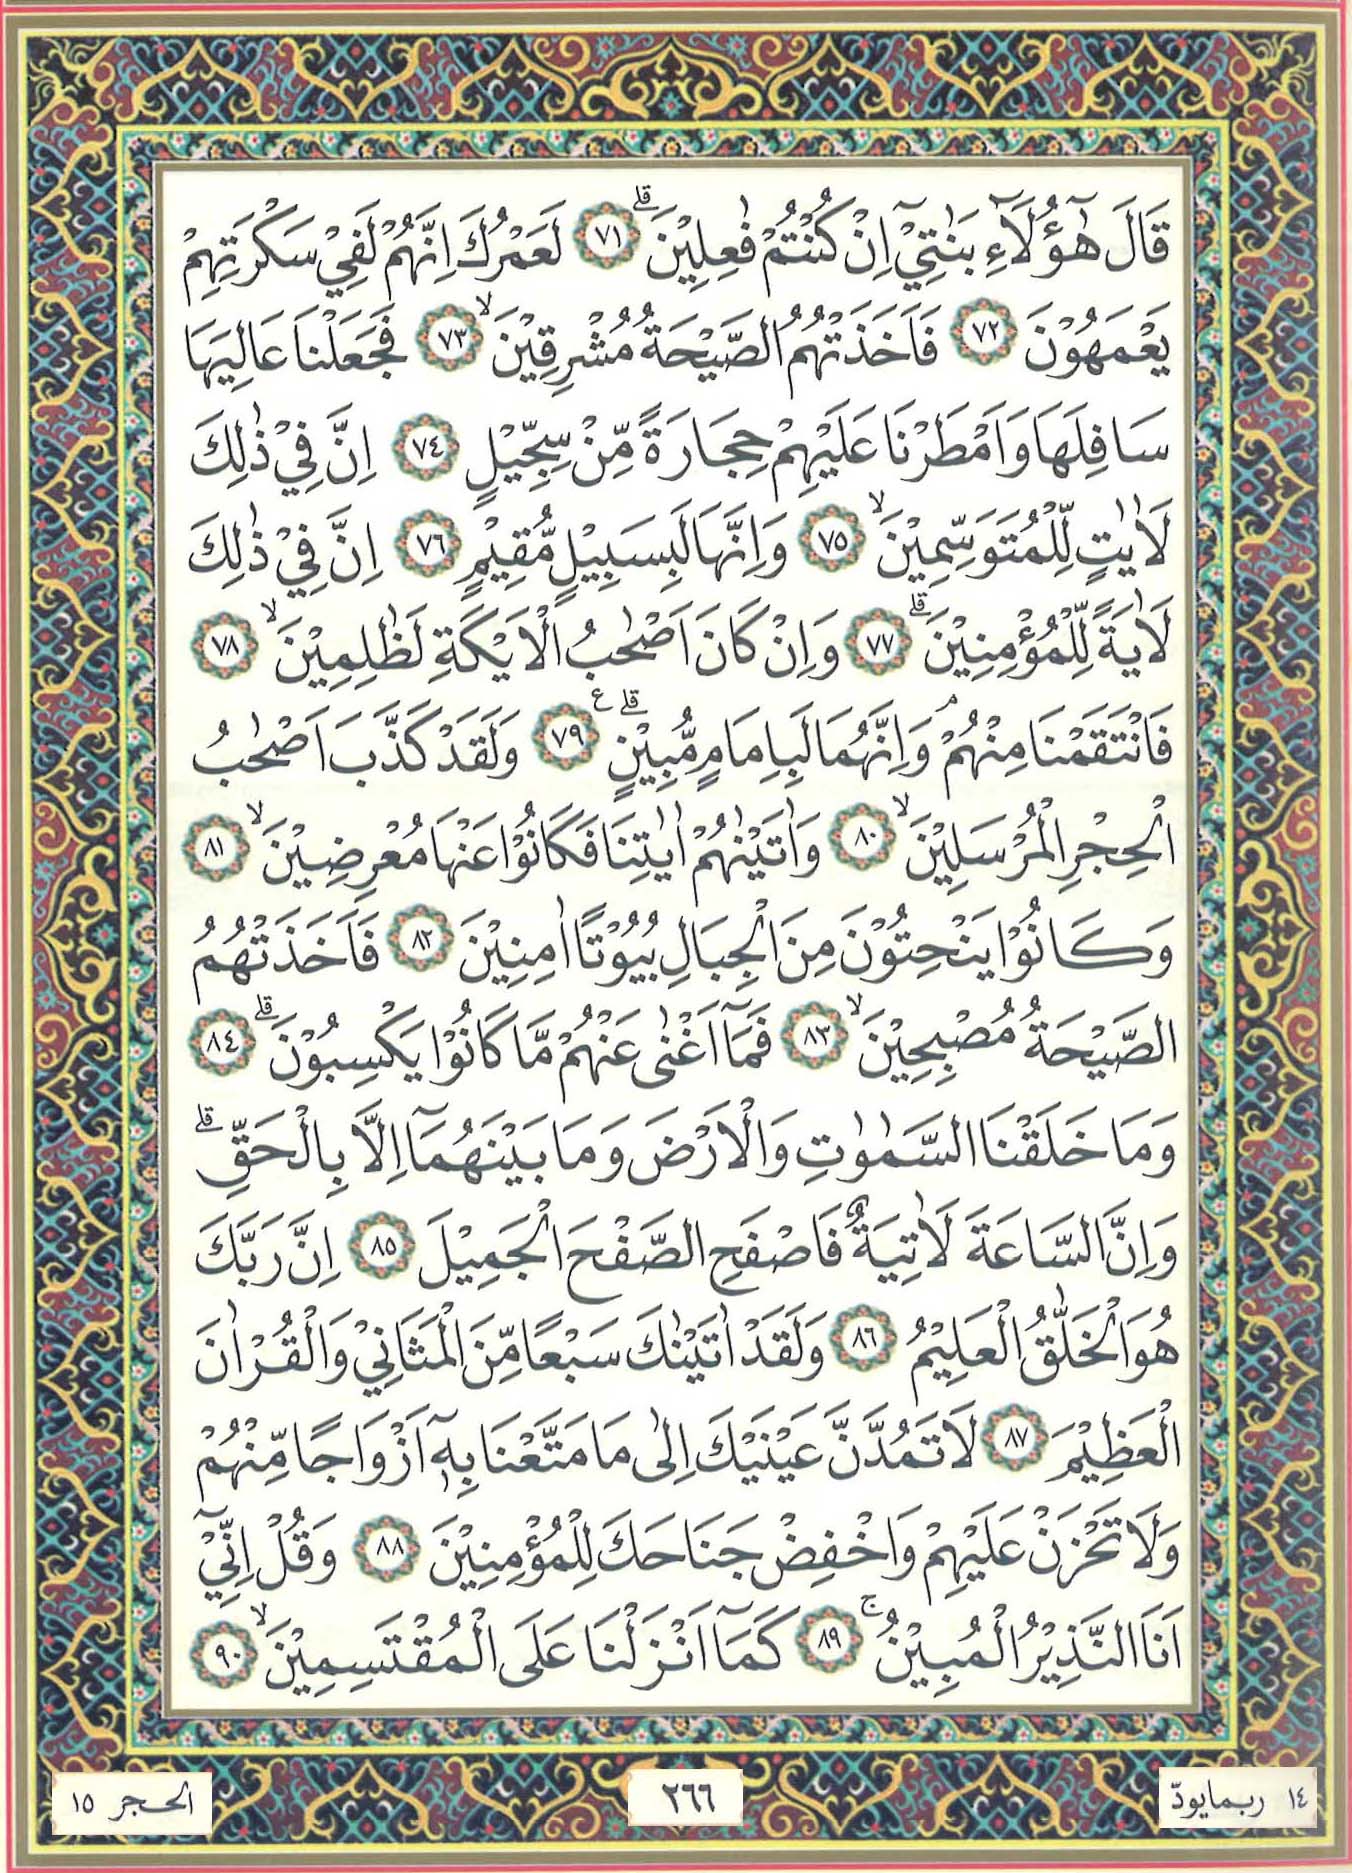 قَالَ هٰٓؤُلَآءِ بَنٰتِيْٓ اِنْ كُنْتُمْ فٰعِلِيْنَۗ ٧١ لَعَمْرُكَ اِنَّهُمْ لَفِيْ سَكْرَتِهِمْ
يَعْمَهُوْنَ ٧٢ فَاَخَذَتْهُمُ الصَّيْحَةُ مُشْرِقِيْنَۙ ٧٣ فَجَعَلْنَا عَالِيَهَا
سَافِلَهَا وَاَمْطَرْنَا عَلَيْهِمْ حِجَارَةً مِّنْ سِجِّيْلٍ ٧٤ اِنَّ فِيْ ذٰلِكَ
لَاٰيٰتٍ لِّلْمُتَوَسِّمِيْنَۙ ٧٥ وَاِنَّهَا لَبِسَبِيْلٍ مُّقِيْمٍ ٧٦ اِنَّ فِيْ ذٰلِكَ
لَاٰيَةً لِّلْمُؤْمِنِيْنَۗ ٧٧ وَاِنْ كَانَ اَصْحٰبُ الْاَيْكَةِ لَظٰلِمِيْنَۙ ٧٨
فَانْتَقَمْنَا مِنْهُمْۘ وَاِنَّهُمَا لَبِاِمَامٍ مُّبِيْنٍۗ ع ٧٩ وَلَقَدْ كَذَّبَ اَصْحٰبُ
الْحِجْرِ الْمُرْسَلِيْنَۙ ٨٠ وَاٰتَيْنٰهُمْ اٰيٰتِنَا فَكَانُوْا عَنْهَا مُعْرِضِيْنَۙ ٨١
وَكَانُوْا يَنْحِتُوْنَ مِنَ الْجِبَالِ بُيُوْتًا اٰمِنِيْنَ ٨٢ فَاَخَذَتْهُمُ
الصَّيْحَةُ مُصْبِحِيْنَۙ ٨٣ فَمَآ اَغْنٰى عَنْهُمْ مَّا كَانُوْا يَكْسِبُوْنَۗ ٨٤
وَمَا خَلَقْنَا السَّمٰوٰتِ وَالْاَرْضَ وَمَا بَيْنَهُمَآ اِلَّا بِالْحَقِّۗ
وَاِنَّ السَّاعَةَ لَاٰتِيَةٌ فَاصْفَحِ الصَّفْحَ الْجَمِيْلَ ٨٥ اِنَّ رَبَّكَ
هُوَ الْخَلّٰقُ الْعَلِيْمُ ٨٦ وَلَقَدْ اٰتَيْنٰكَ سَبْعًا مِّنَ الْمَثَانِيْ وَالْقُرْاٰنَ
الْعَظِيْمَ ٨٧ لَا تَمُدَّنَّ عَيْنَيْكَ اِلٰى مَا مَتَّعْنَا بِهٖٓ اَزْوَاجًا مِّنْهُمْ
وَلَا تَحْزَنْ عَلَيْهِمْ وَاخْفِضْ جَنَاحَكَ لِلْمُؤْمِنِيْنَ ٨٨ وَقُلْ اِنِّيْٓ
اَنَا النَّذِيْرُ الْمُبِيْنُۚ ٨٩ كَمَآ اَنْزَلْنَا عَلَى الْمُقْتَسِمِيْنَۙ ٩٠
١٤ ربمايودّ
٢٦٦
الحجر ١٥